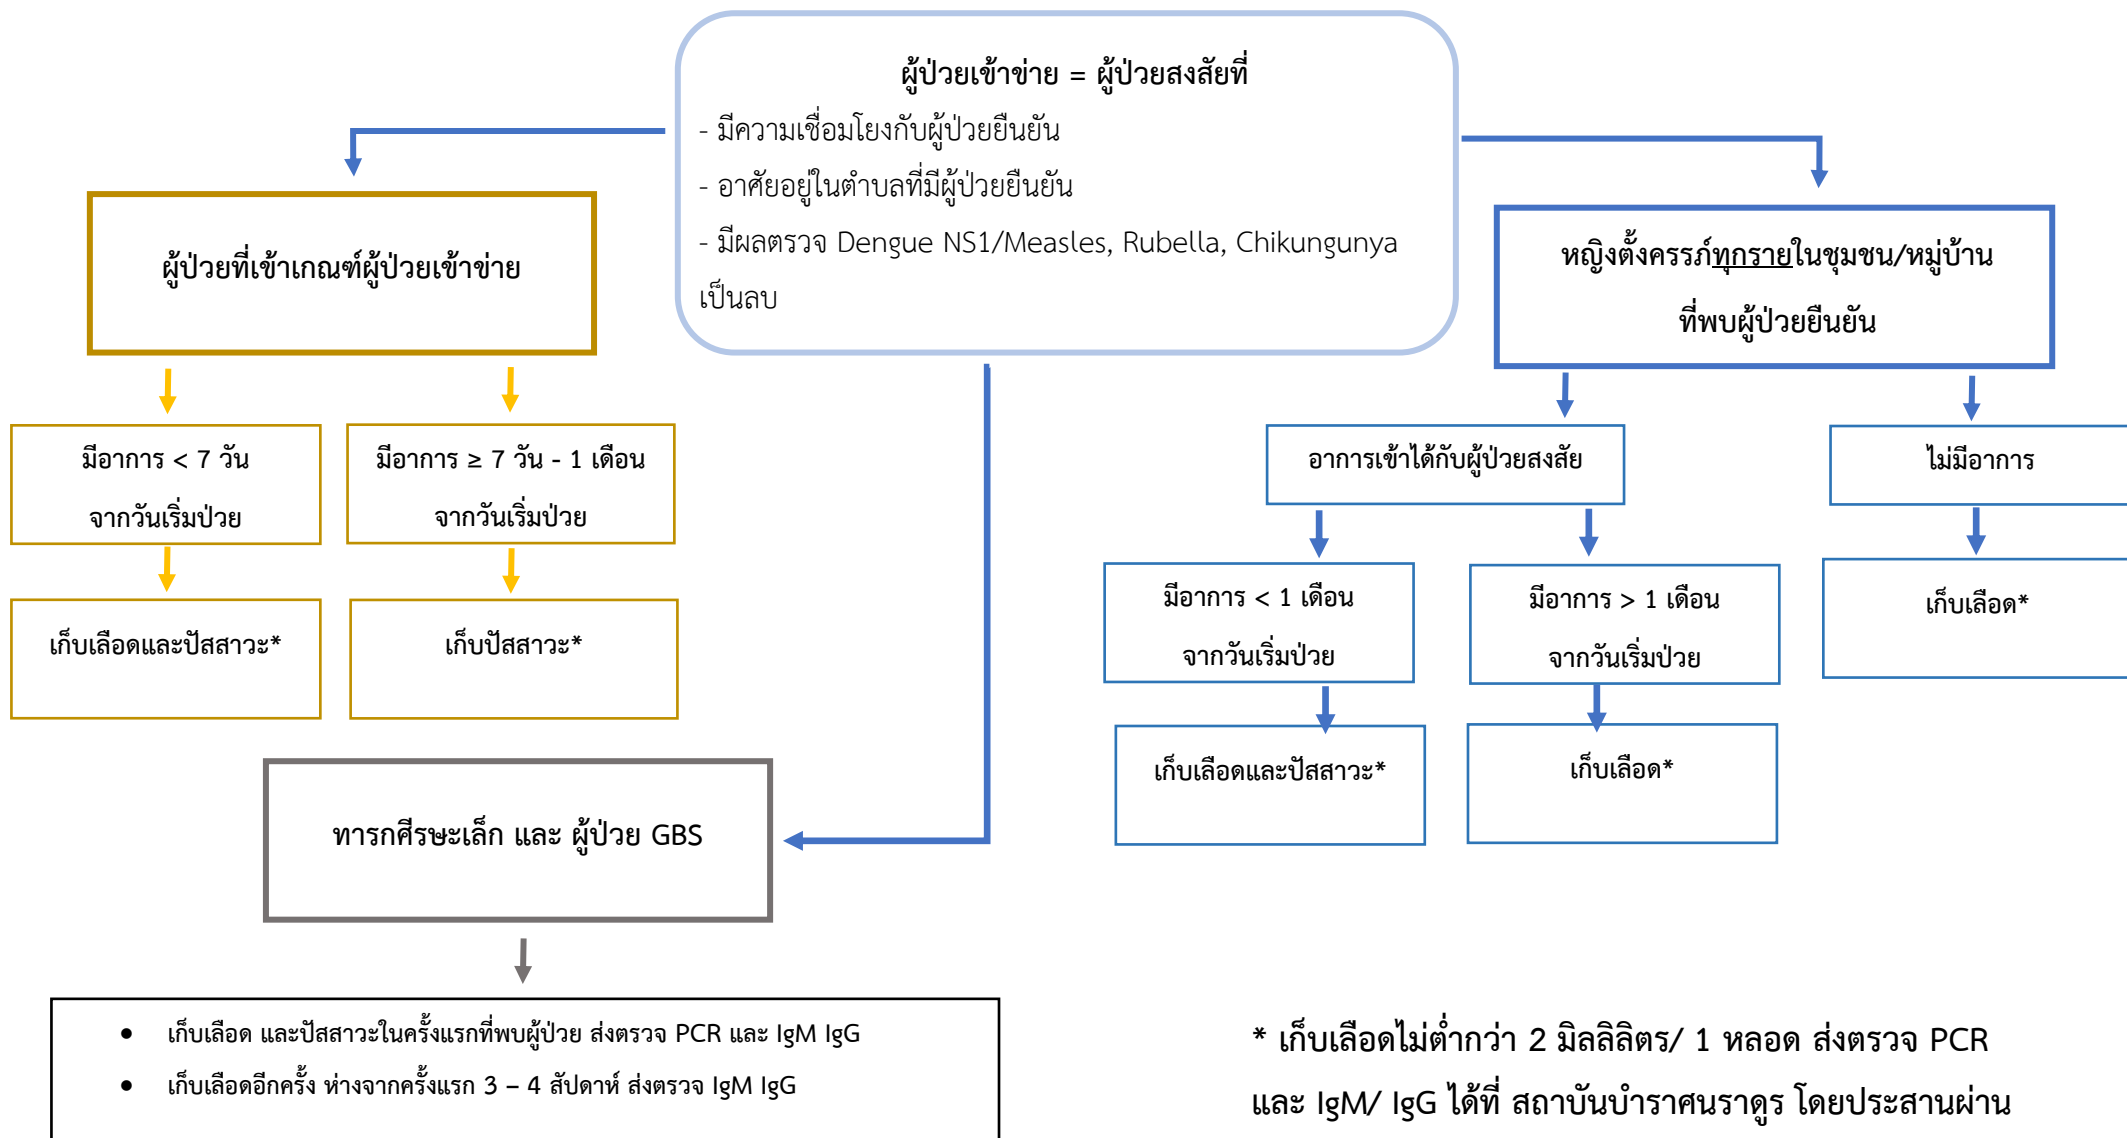 ผู้ป่วยเข้าข่าย = ผู้ป่วยสงสัยที่
- มีความเชื่อมโยงกับผู้ป่วยยืนยัน
- อาศัยอยู่ในตำบลที่มีผู้ป่วยยืนยัน
- มีผลตรวจ Dengue NS1/Measles, Rubella, Chikungunya
เป็นลบ
ผู้ป่วยที่เข้าเกณฑ์ผู้ป่วยเข้าข่าย
หญิงตั้งครรภ์ทุกรายในชุมชน/หมู่บ้าน
ที่พบผู้ป่วยยืนยัน
มีอาการ < 7 วัน
จากวันเริ่มป่วย
มีอาการ ≥ 7 วัน - 1 เดือน
จากวันเริ่มป่วย
อาการเข้าได้กับผู้ป่วยสงสัย
ไม่มีอาการ
เก็บเลือดและปัสสาวะ*
เก็บปัสสาวะ*
มีอาการ < 1 เดือน
จากวันเริ่มป่วย
มีอาการ > 1 เดือน
จากวันเริ่มป่วย
เก็บเลือด*
เก็บเลือดและปัสสาวะ*
เก็บเลือด*
ทารกศีรษะเล็ก และ ผู้ป่วย GBS
● เก็บเลือด และปัสสาวะในครั้งแรกที่พบผู้ป่วย ส่งตรวจ PCR และ IgM IgG
● เก็บเลือดอีกครั้ง ห่างจากครั้งแรก 3 – 4 สัปดาห์ ส่งตรวจ IgM IgG
* เก็บเลือดไม่ต่ำกว่า 2 มิลลิลิตร/ 1 หลอด ส่งตรวจ PCR
และ IgM/ IgG ได้ที่ สถาบันบำราศนราดูร โดยประสานผ่าน